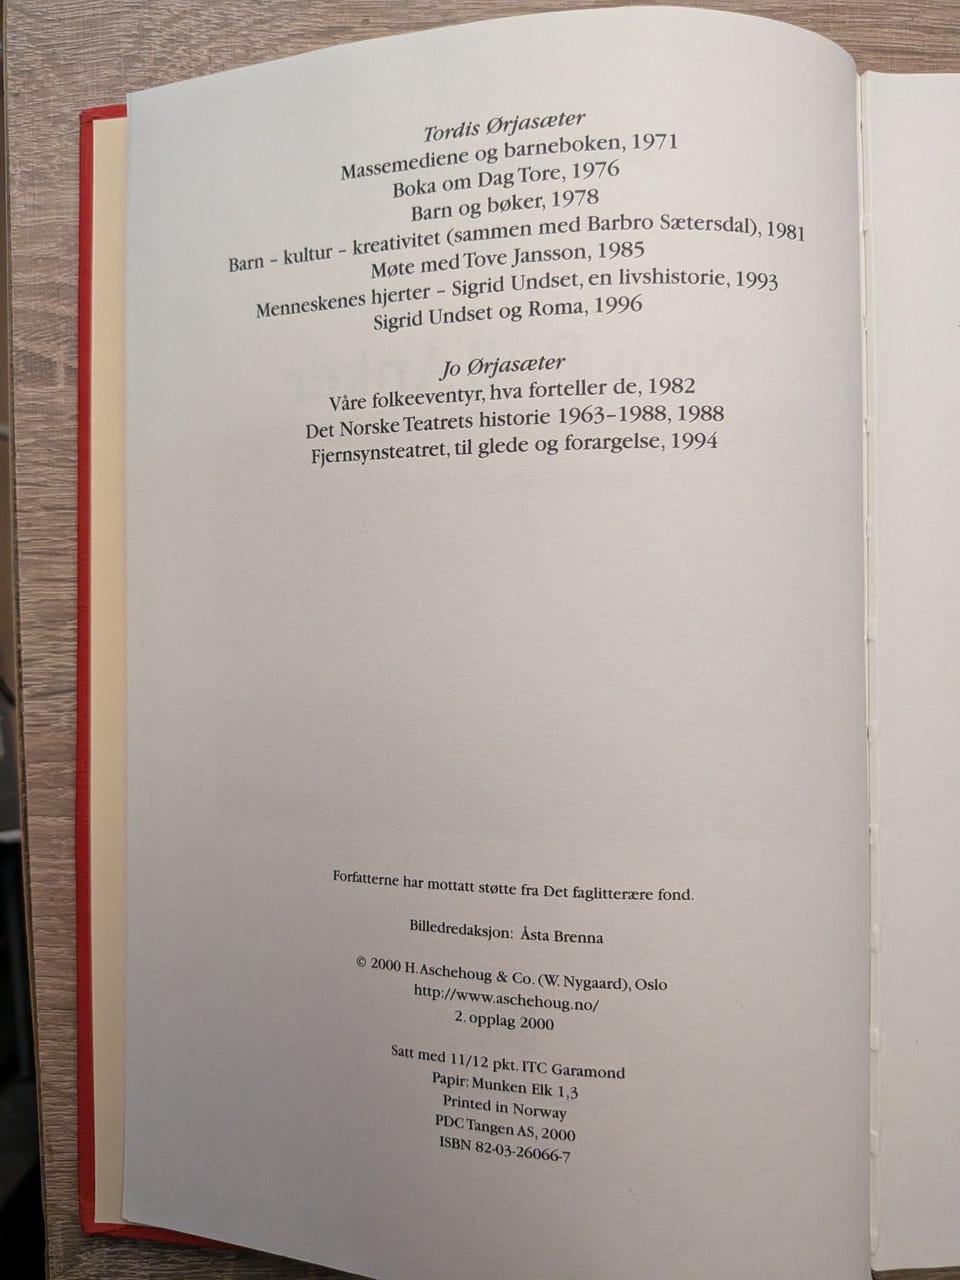 Tordis Ørjasæter
Massemediene og barneboken, 1971
Boka om Dag Tore, 1976
Barn og bøker, 1978
Barn – kultur – kreativitet (sammen med Barbro Sætersdal), 1981
Møte med Tove Jansson, 1985
Menneskenes hjerter – Sigrid Undset, en livshistorie, 1993
Sigrid Undset og Roma, 1996
Jo Ørjasæter
Våre folkeeventyr, hva forteller de, 1982
Det Norske Teatrets historie 1963–1988, 1988
Fjernsynsteatret, til glede og forargelse, 1994
Forfatterne har mottatt støtte fra Det faglitterære fond.
Billedredaksjon: Åsta Brenna
© 2000 H. Aschehoug & Co. (W. Nygaard), Oslo
http://www.aschehoug.no/
2. opplag 2000
Satt med 11/12 pkt. ITC Garamond
Papir: Munken Elk 1,3
Printed in Norway
PDC Tangen AS, 2000
ISBN 82-03-26066-7